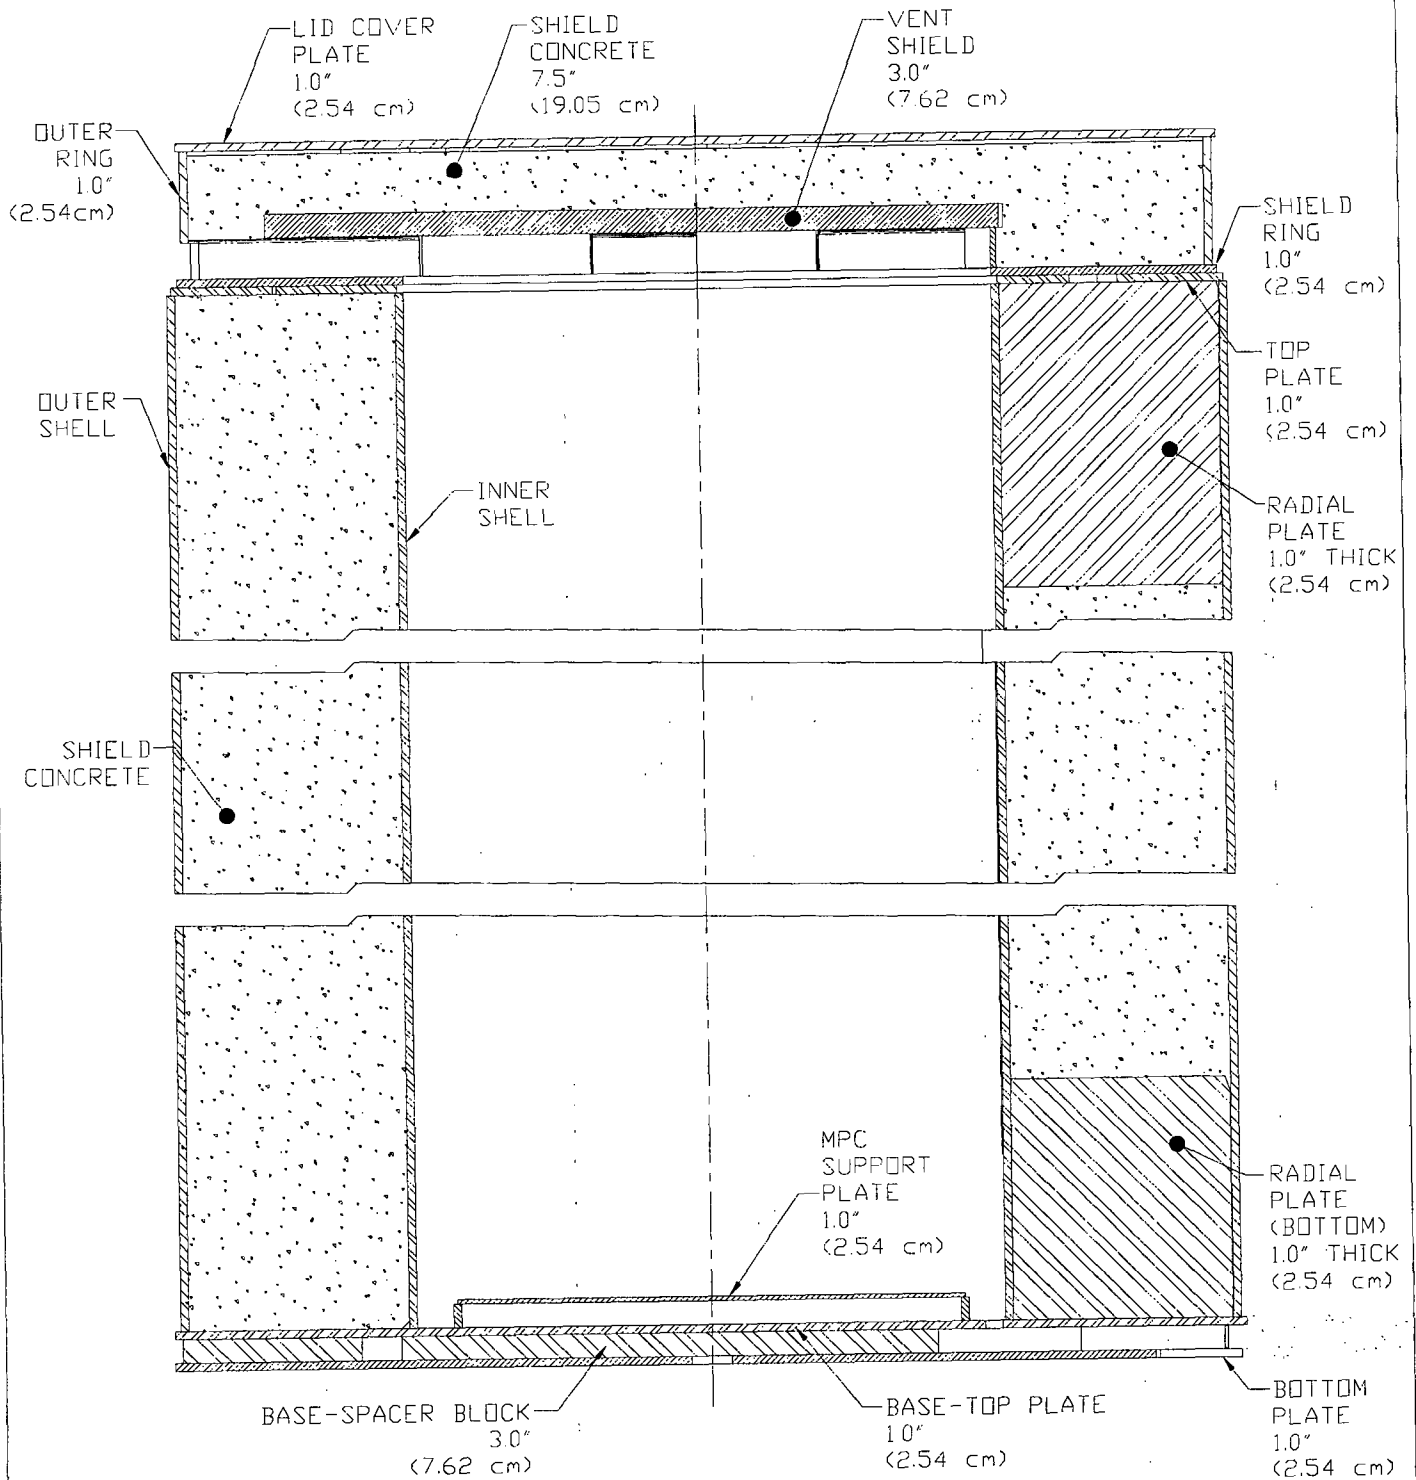 LID COVER
PLATE
1.0"
(2.54 cm)
SHIELD
CONCRETE
7.5"
(19.05 cm)
VENT
SHIELD
3.0"
(7.62 cm)
OUTER
RING
1.0"
(2.54cm)
SHIELD
RING
1.0"
(2.54 cm)
TOP
PLATE
1.0"
(2.54 cm)
OUTER
SHELL
INNER
SHELL
RADIAL
PLATE
1.0" THICK
(2.54 cm)
SHIELD
CONCRETE
MPC
SUPPORT
PLATE
1.0"
(2.54 cm)
RADIAL
PLATE
(BOTTOM)
1.0" THICK
(2.54 cm)
BASE-SPACER BLOCK
3.0"
(7.62 cm)
BASE-TOP PLATE
1 0"
(2.54 cm)
BOTTOM
PLATE
1.0"
(2.54 cm)